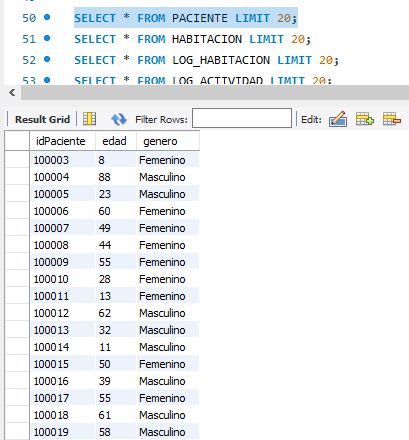 50 SELECT * FROM PACIENTE LIMIT 20;
51 SELECT * FROM HABITACION LIMIT 20;
52 SELECT * FROM LOG_HABITACION LIMIT 20;
53 SELECT * FROM LOG ACTIVIDAD LIMIT 20;
Result Grid Filter Rows: Edit:
idPaciente edad genero
100003 8 Femenino
100004 88 Masculino
100005 23 Masculino
100006 60 Femenino
100007 49 Femenino
100008 44 Femenino
100009 55 Femenino
100010 28 Femenino
100011 13 Femenino
100012 62 Masculino
100013 32 Masculino
100014 11 Masculino
100015 50 Femenino
100016 39 Masculino
100017 55 Femenino
100018 61 Masculino
100019 58 Masculino